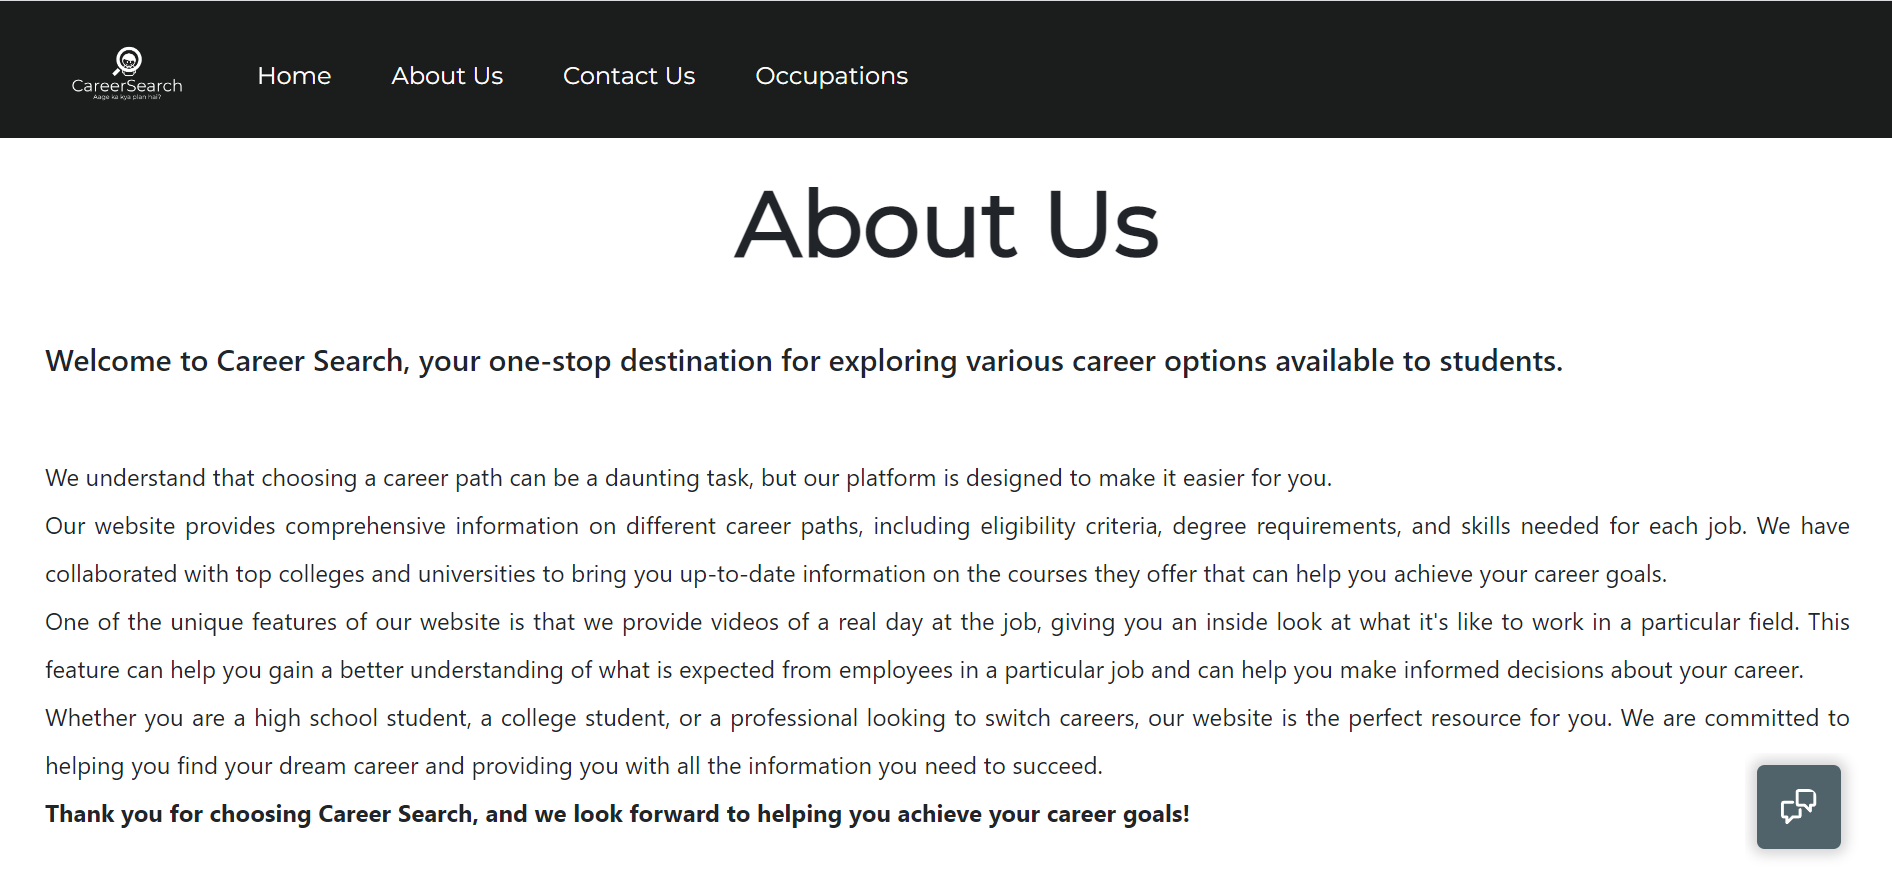 CareerSearch
Aage ka kya plan hai?
Home
About Us
Contact Us
Occupations
About Us
Welcome to Career Search, your one-stop destination for exploring various career options available to students.
We understand that choosing a career path can be a daunting task, but our platform is designed to make it easier for you.
Our website provides comprehensive information on different career paths, including eligibility criteria, degree requirements, and skills needed for each job. We have
collaborated with top colleges and universities to bring you up-to-date information on the courses they offer that can help you achieve your career goals.
One of the unique features of our website is that we provide videos of a real day at the job, giving you an inside look at what it's like to work in a particular field. This
feature can help you gain a better understanding of what is expected from employees in a particular job and can help you make informed decisions about your career.
Whether you are a high school student, a college student, or a professional looking to switch careers, our website is the perfect resource for you. We are committed to
helping you find your dream career and providing you with all the information you need to succeed.
Thank you for choosing Career Search, and we look forward to helping you achieve your career goals!